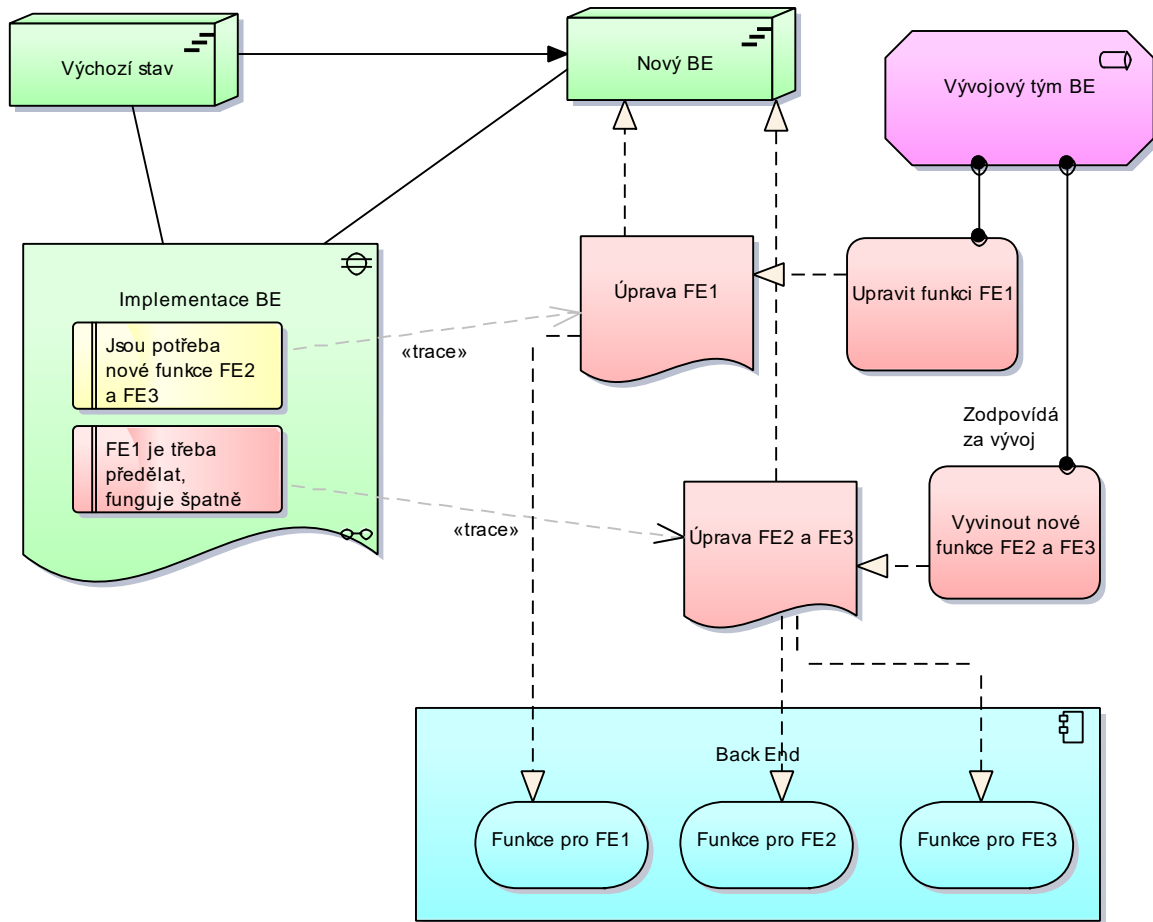 Výchozí stav
Nový BE
Vývojový tým BE
Implementace BE
Jsou potřeba
nové funkce FE2
a FE3
FE1 je třeba
předělat,
funguje špatně
«trace»
«trace»
Úprava FE1
Upravit funkci FE1
Zodpovídá
za vývoj
Úprava FE2 a FE3
Vyvinout nové
funkce FE2 a FE3
Back End
Funkce pro FE1
Funkce pro FE2
Funkce pro FE3